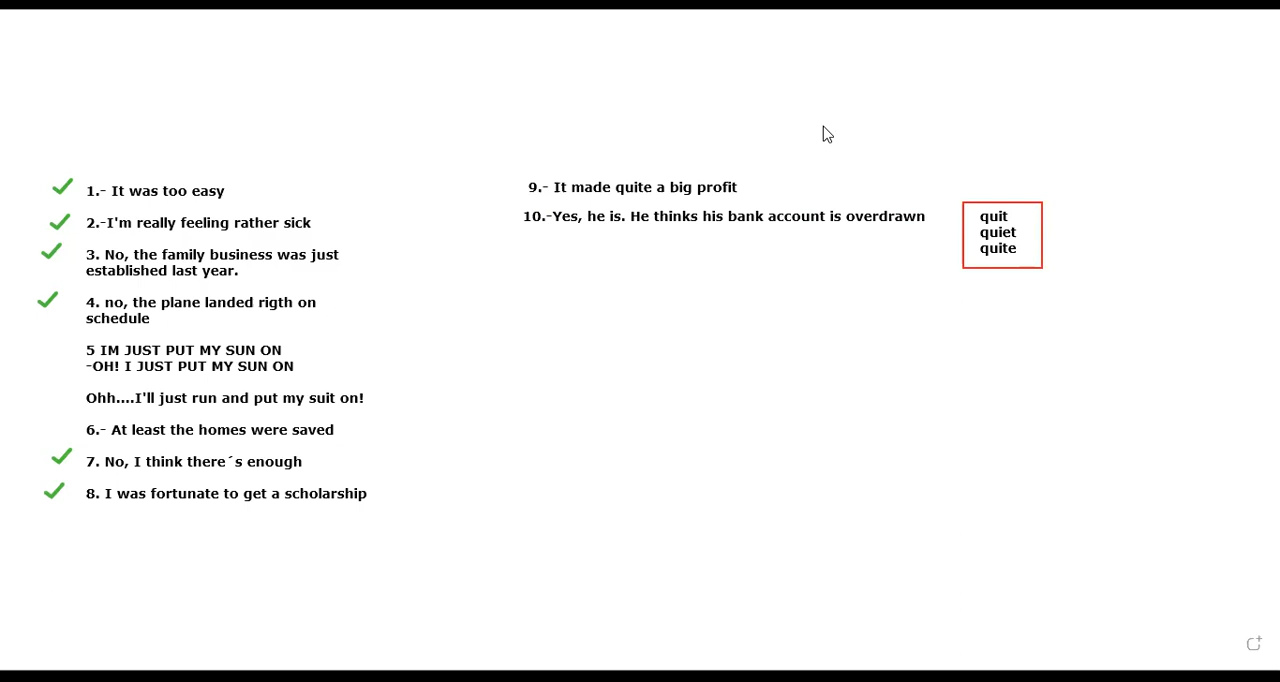 1.- It was too easy
2.-I'm really feeling rather sick
3. No, the family business was just
established last year.
4. no, the plane landed rigth on
schedule
5 IM JUST PUT MY SUN ON
-OH! I JUST PUT MY SUN ON
Ohh....I'll just run and put my suit on!
6.- At least the homes were saved
7. No, I think there´s enough
8. I was fortunate to get a scholarship
9.- It made quite a big profit
10.-Yes, he is. He thinks his bank account is overdrawn
quit
quiet
quite